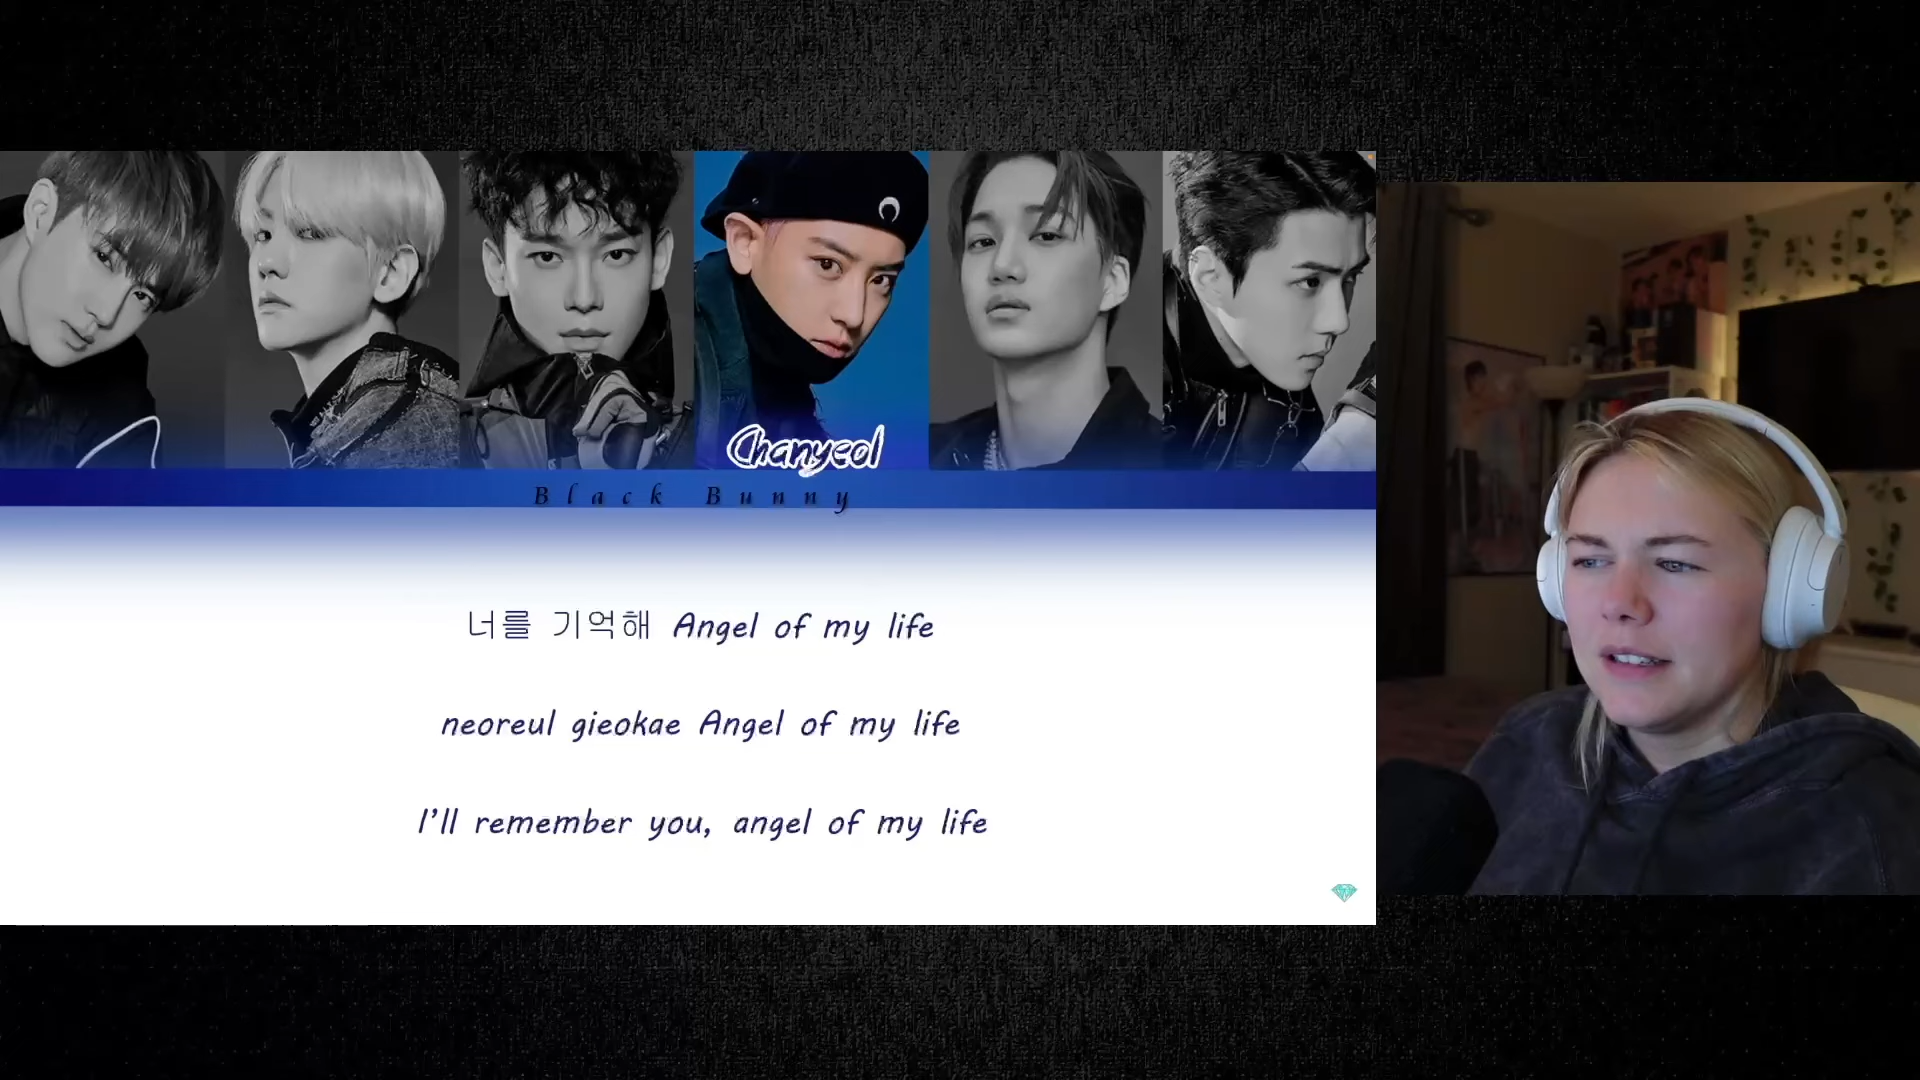 Chanyeol
Black Bunny
너를 기억해 Angel of my life
neoreul gieokae Angel of my life
I'll remember you, angel of my life